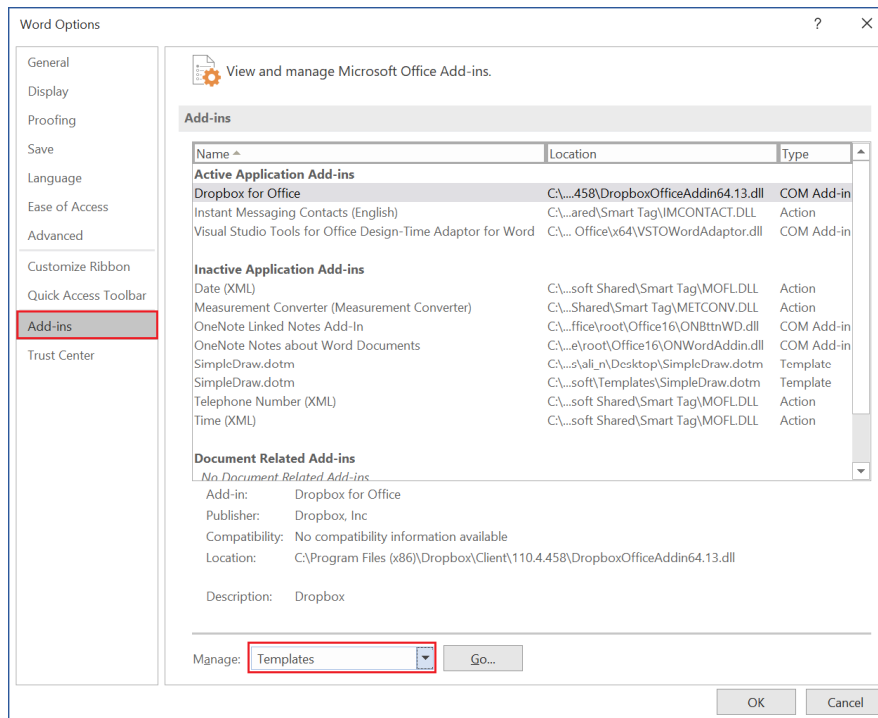 Word Options
?
General
Display
Proofing
Save
Language
Ease of Access
Advanced
Customize Ribbon
Quick Access Toolbar
Add-ins
Trust Center
View and manage Microsoft Office Add-ins.
Add-ins
Name Location Type
Active Application Add-ins
Dropbox for Office C:\....458\DropboxOfficeAddin64.13.dll COM Add-in
Instant Messaging Contacts (English) C:\...ared\Smart Tag\IMCONTACT.DLL Action
Visual Studio Tools for Office Design-Time Adaptor for Word C:\... Office\x64\VSTOWordAdaptor.dll COM Add-in
Inactive Application Add-ins
Date (XML) C:\...soft Shared\Smart Tag\MOFL.DLL Action
Measurement Converter (Measurement Converter) C:\...Shared\Smart Tag\METCONV.DLL Action
OneNote Linked Notes Add-In C:\...ffice\root\Office16\ONBttnWD.dll COM Add-in
OneNote Notes about Word Documents C:\...e\root\Office16\ONWordAddin.dll COM Add-in
SimpleDraw.dotm C:\...s\ali_n\Desktop\SimpleDraw.dotm Template
SimpleDraw.dotm C:\...soft\Templates\SimpleDraw.dotm Template
Telephone Number (XML) C:\...soft Shared\Smart Tag\MOFL.DLL Action
Time (XML) C:\...soft Shared\Smart Tag\MOFL.DLL Action
Document Related Add-ins
No Document Related Add-ins
Add-in: Dropbox for Office
Publisher: Dropbox, Inc
Compatibility: No compatibility information available
Location: C:\Program Files (x86)\Dropbox\Client\110.4.458\DropboxOfficeAddin64.13.dll
Description: Dropbox
Manage: Templates Go...
OK Cancel